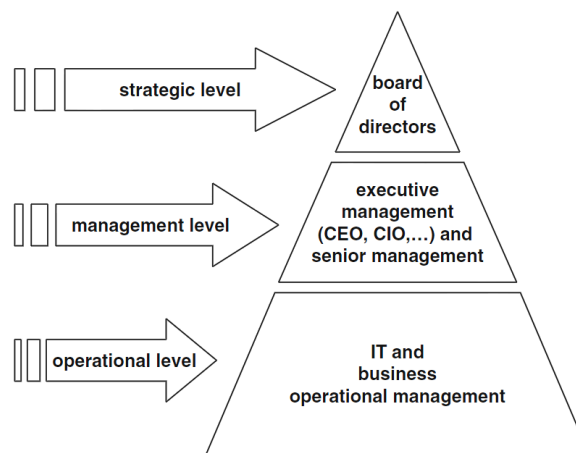 strategic level
board
of
directors
management level
executive
management
(CEO, CIO,...) and
senior management
operational level
IT and
business
operational management